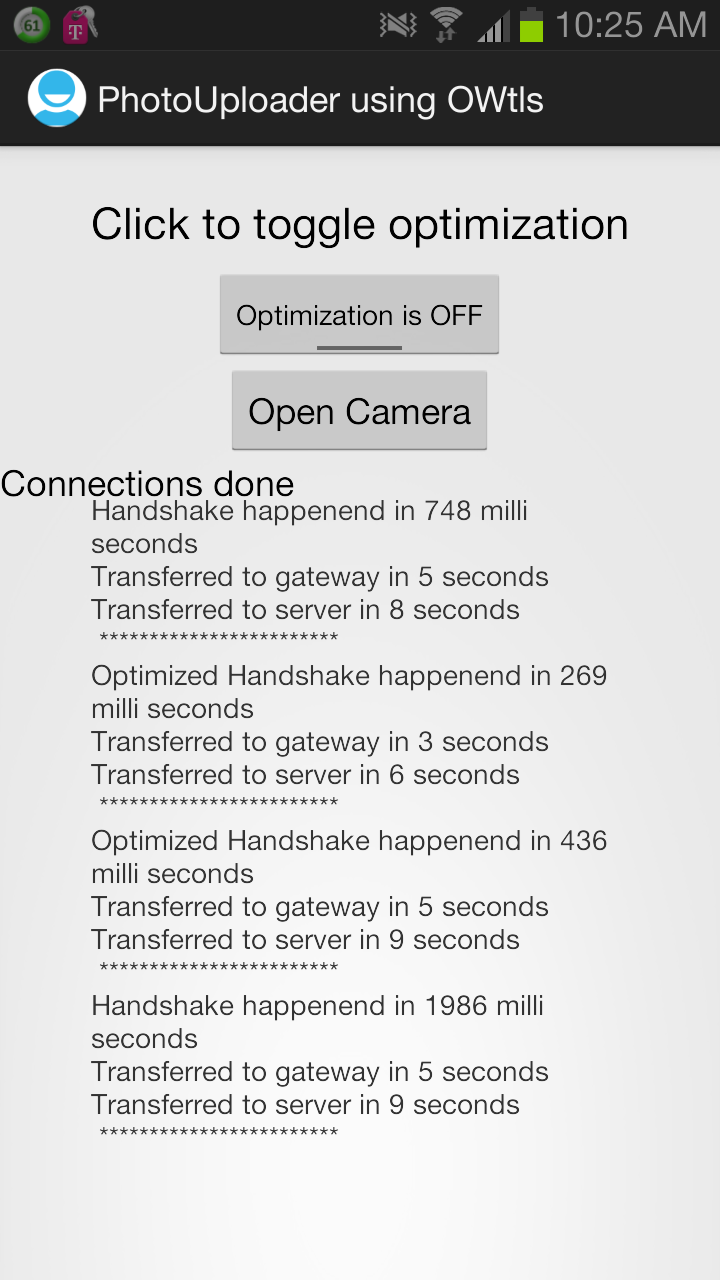 61
T
10:25 AM
PhotoUploader using OWtls
Click to toggle optimization
Optimization is OFF
Open Camera
Connections done
Handshake happenend in 748 milli
seconds
Transferred to gateway in 5 seconds
Transferred to server in 8 seconds
************************
Optimized Handshake happenend in 269
milli seconds
Transferred to gateway in 3 seconds
Transferred to server in 6 seconds
************************
Optimized Handshake happenend in 436
milli seconds
Transferred to gateway in 5 seconds
Transferred to server in 9 seconds
************************
Handshake happenend in 1986 milli
seconds
Transferred to gateway in 5 seconds
Transferred to server in 9 seconds
************************